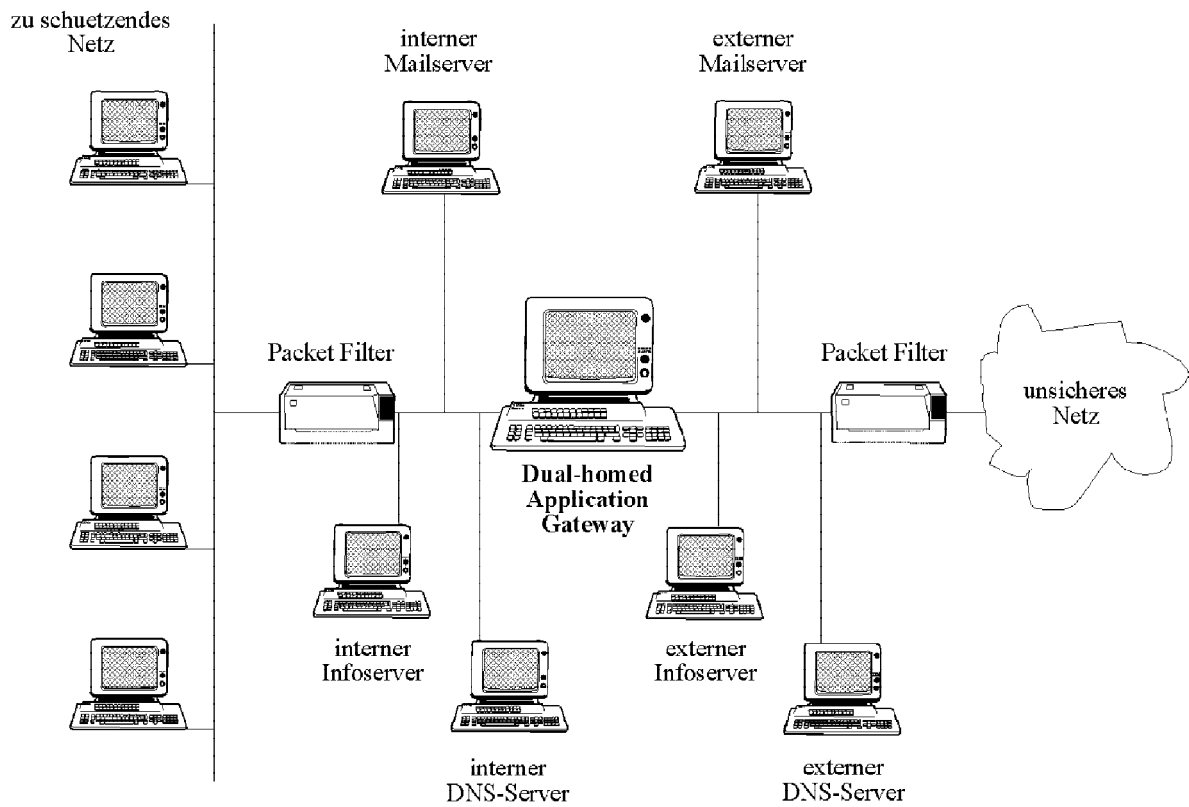 zu schuetzendes
Netz
interner
Mailserver
externer
Mailserver
Packet Filter
Packet Filter
unsicheres
Netz
Dual-homed
Application
Gateway
interner
Infoserver
externer
Infoserver
interner
DNS-Server
externer
DNS-Server